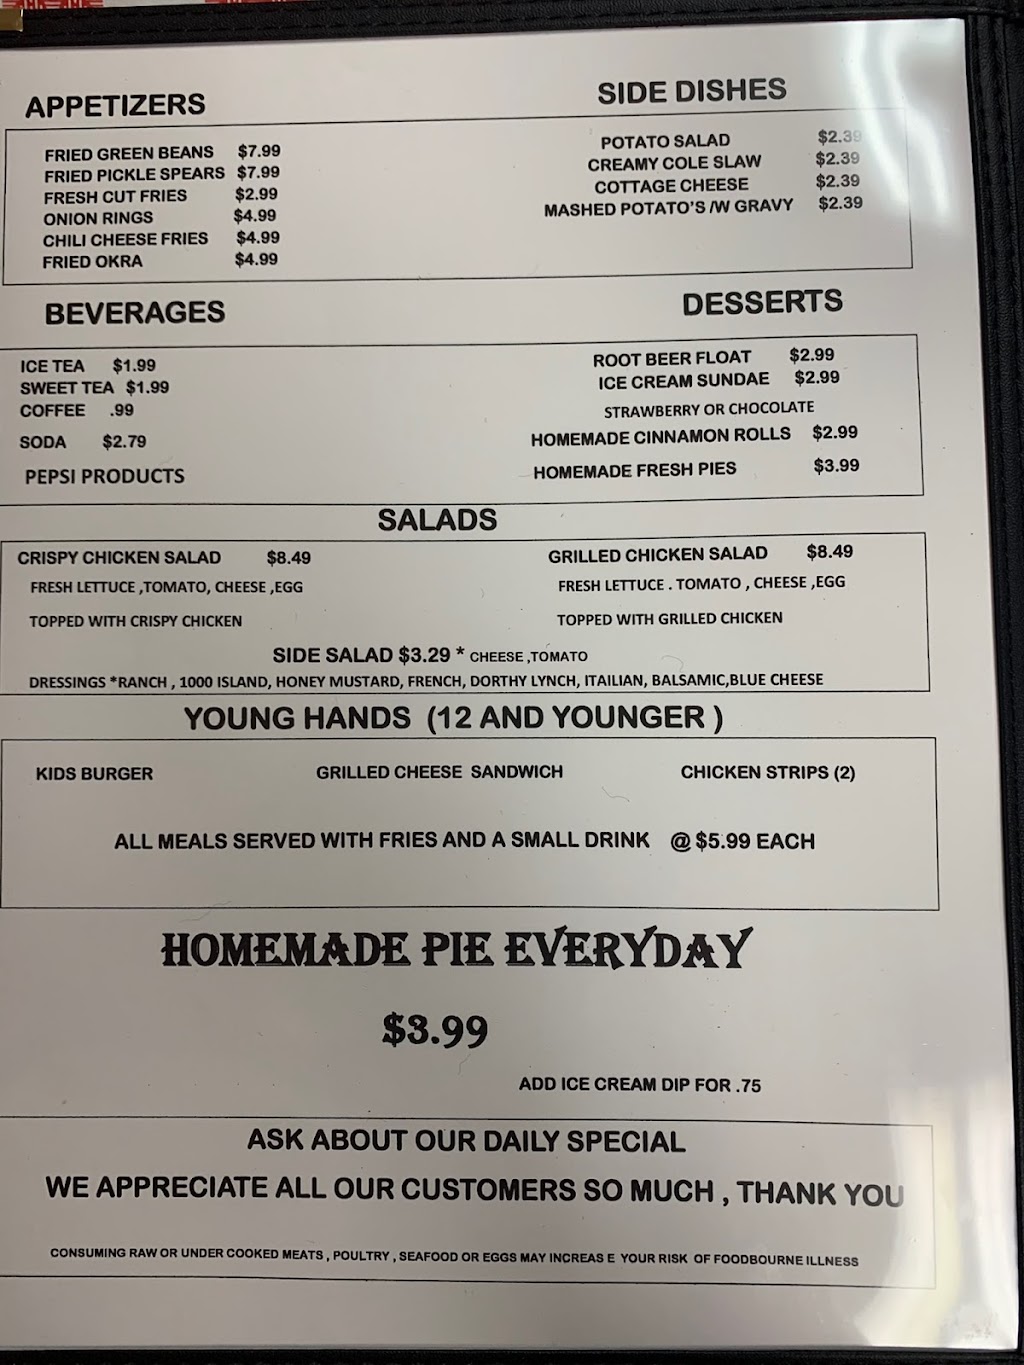 APPETIZERS
FRIED GREEN BEANS $7.99
FRIED PICKLE SPEARS $7.99
FRESH CUT FRIES $2.99
ONION RINGS $4.99
CHILI CHEESE FRIES $4.99
FRIED OKRA $4.99
SIDE DISHES
POTATO SALAD $2.39
CREAMY COLE SLAW $2.39
COTTAGE CHEESE $2.39
MASHED POTATO'S /W GRAVY $2.39
BEVERAGES
ICE TEA $1.99
SWEET TEA $1.99
COFFEE .99
SODA $2.79
PEPSI PRODUCTS
DESSERTS
ROOT BEER FLOAT $2.99
ICE CREAM SUNDAE $2.99
STRAWBERRY OR CHOCOLATE
HOMEMADE CINNAMON ROLLS $2.99
HOMEMADE FRESH PIES $3.99
SALADS
CRISPY CHICKEN SALAD $8.49
FRESH LETTUCE ,TOMATO, CHEESE ,EGG
TOPPED WITH CRISPY CHICKEN
GRILLED CHICKEN SALAD $8.49
FRESH LETTUCE . TOMATO , CHEESE ,EGG
TOPPED WITH GRILLED CHICKEN
SIDE SALAD $3.29 * CHEESE ,TOMATO
DRESSINGS *RANCH , 1000 ISLAND, HONEY MUSTARD, FRENCH, DORTHY LYNCH, ITAILIAN, BALSAMIC,BLUE CHEESE
YOUNG HANDS (12 AND YOUNGER )
KIDS BURGER GRILLED CHEESE SANDWICH CHICKEN STRIPS (2)
ALL MEALS SERVED WITH FRIES AND A SMALL DRINK @ $5.99 EACH
HOMEMADE PIE EVERYDAY
$3.99
ADD ICE CREAM DIP FOR .75
ASK ABOUT OUR DAILY SPECIAL
WE APPRECIATE ALL OUR CUSTOMERS SO MUCH , THANK YOU
CONSUMING RAW OR UNDER COOKED MEATS , POULTRY , SEAFOOD OR EGGS MAY INCREAS E YOUR RISK OF FOODBOURNE ILLNESS